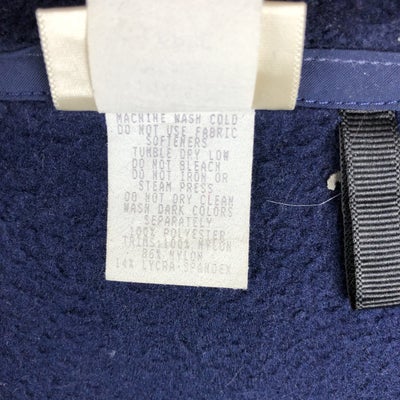 MACHINE WASH COLD
DO NOT USE FABRIC
SOFTENERS
TUMBLE DRY LOW
DO NOT BLEACH
DO NOT IRON OR
STEAM PRESS
DO NOT DRY CLEAN
WASH DARK COLORS
SEPARATELY
100% POLYESTER
TRIMS:100% NYLON
86% NYLON
14% LYCRA-SPANDEX